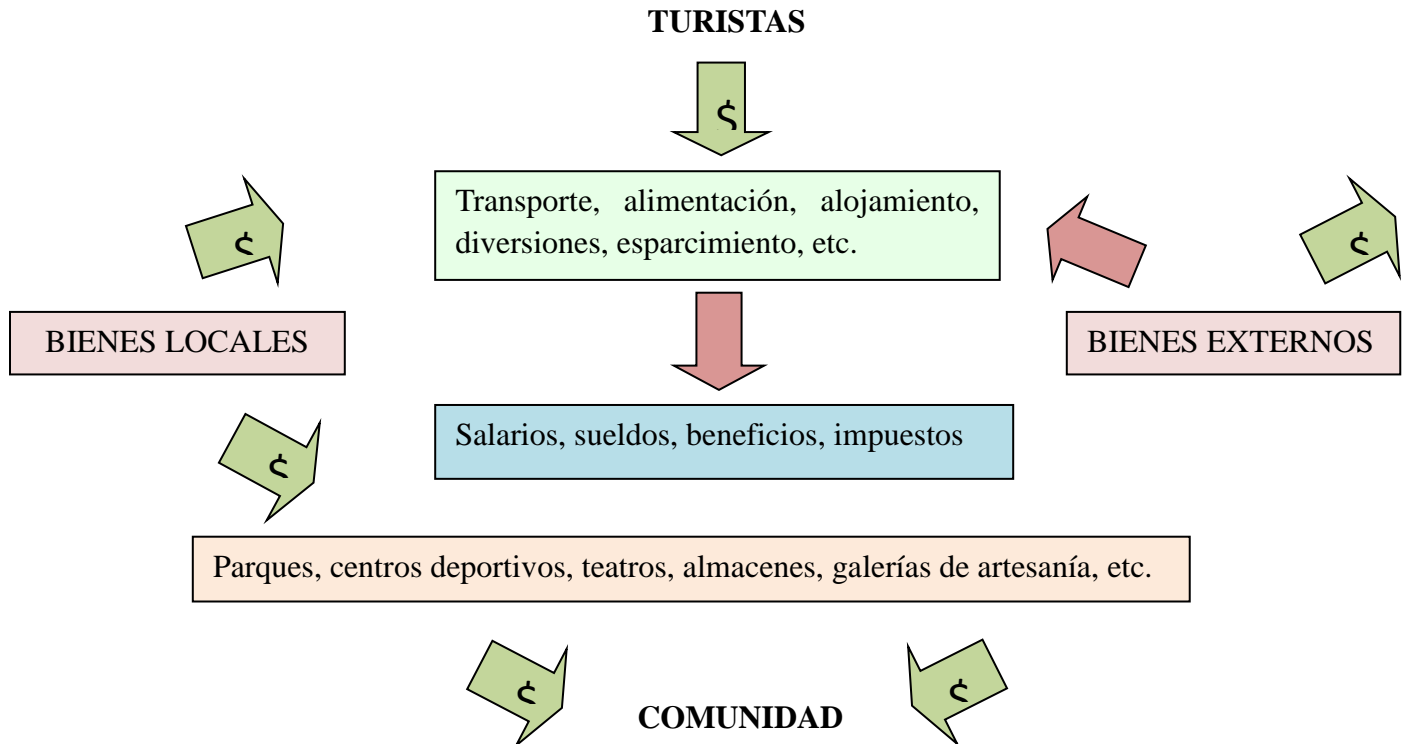 TURISTAS
$
Transporte, alimentación, alojamiento,
diversiones, esparcimiento, etc.
$
$
BIENES LOCALES
BIENES EXTERNOS
Salarios, sueldos, beneficios, impuestos
$
Parques, centros deportivos, teatros, almacenes, galerías de artesanía, etc.
$
$
COMUNIDAD